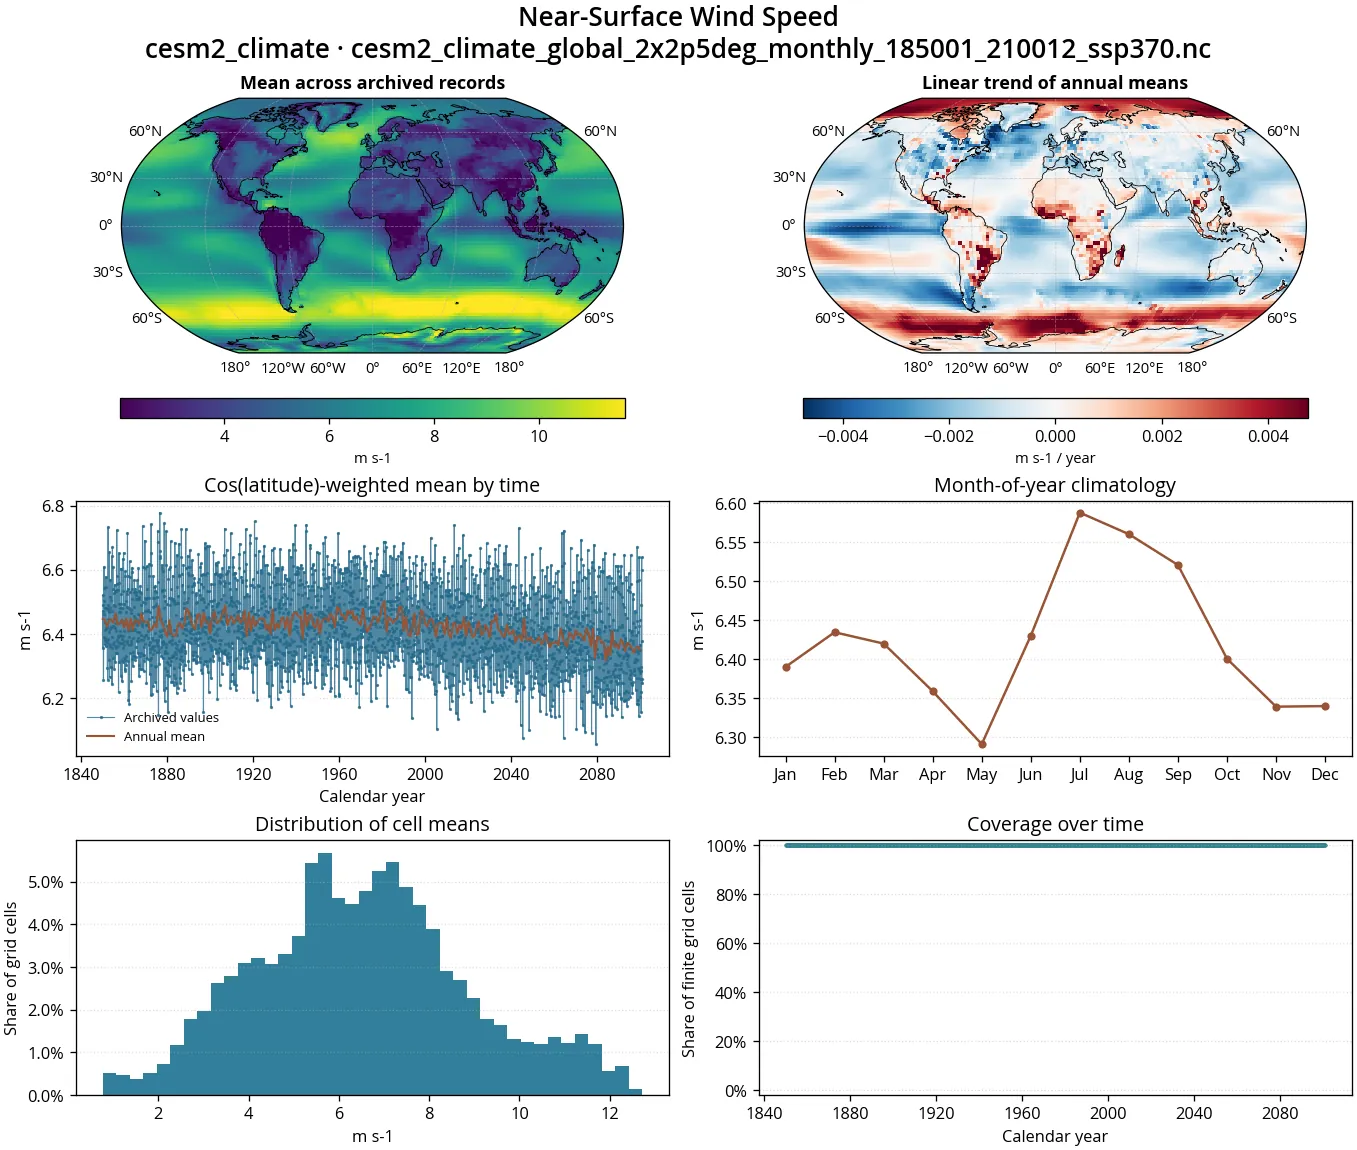 Near-Surface Wind Speed
cesm2_climate · cesm2_climate_global_2x2p5deg_monthly_185001_210012_ssp370.nc
Mean across archived records
60°N 60°N
30°N
0°
30°S
60°S 60°S
180° 120°W 60°W 0° 60°E 120°E 180°
4 6 8 10
m s-1
Linear trend of annual means
60°N 60°N
30°N
0°
30°S
60°S 60°S
180° 120°W 60°W 0° 60°E 120°E 180°
−0.004 −0.002 0.000 0.002 0.004
m s-1 / year
Cos(latitude)-weighted mean by time
m s-1
6.8
6.6
6.4
6.2
Archived values
Annual mean
1840 1880 1920 1960 2000 2040 2080
Calendar year
Month-of-year climatology
m s-1
6.60
6.55
6.50
6.45
6.40
6.35
6.30
Jan Feb Mar Apr May Jun Jul Aug Sep Oct Nov Dec
Distribution of cell means
Share of grid cells
5.0%
4.0%
3.0%
2.0%
1.0%
0.0%
2 4 6 8 10 12
m s-1
Coverage over time
Share of finite grid cells
100%
80%
60%
40%
20%
0%
1840 1880 1920 1960 2000 2040 2080
Calendar year